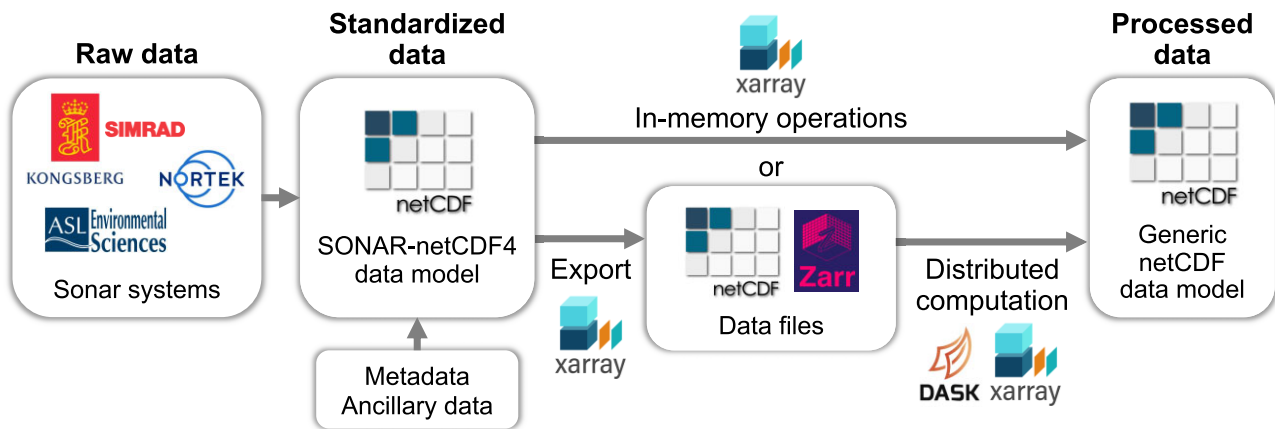 Raw data
SIMRAD
KONGSBERG
NORTEK
ASL Environmental
Sciences
Sonar systems
Standardized
data
netCDF
SONAR-netCDF4
data model
Metadada
Ancillary data
xarray
In-memory operations
or
Export
xarray
netCDF
Zarr
Data files
Distributed
computation
DASK
xarray
Processed
data
netCDF
Generic
netCDF
data model